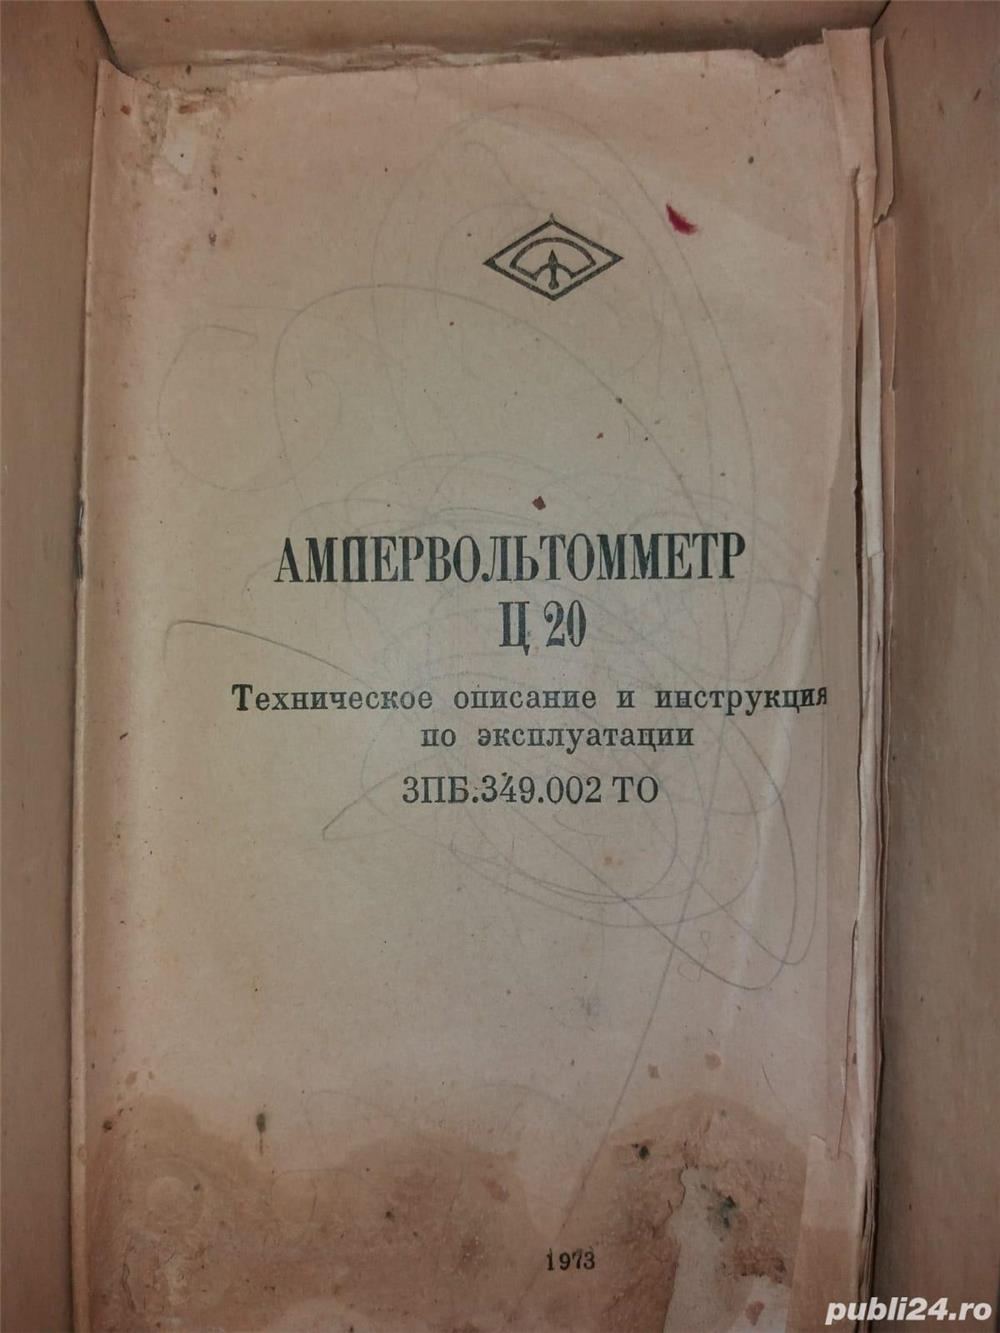 АМПЕРВОЛЬТОММЕТР
Ц 20
Техническое описание и инструкция
по эксплуатации
3ПБ.349.002 ТО
1973
publi24.ro